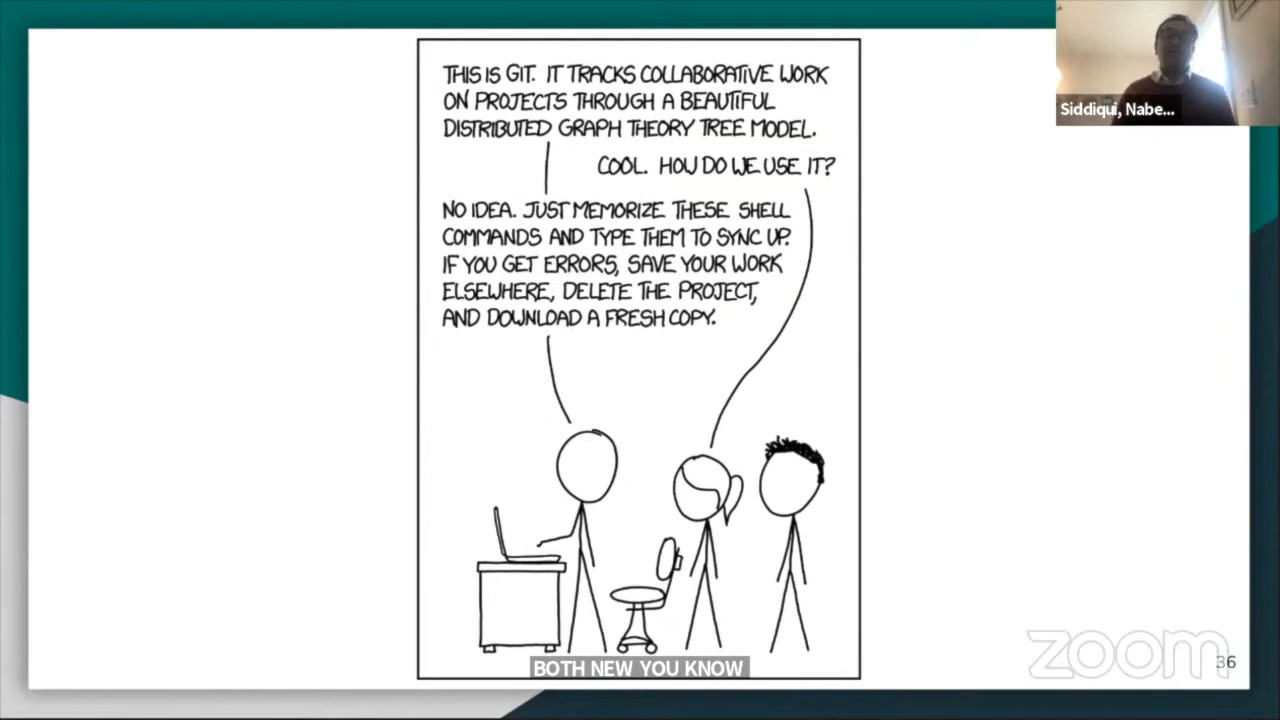 THIS IS GIT. IT TRACKS COLLABORATIVE WORK
ON PROJECTS THROUGH A BEAUTIFUL
DISTRIBUTED GRAPH THEORY TREE MODEL.
COOL. HOW DO WE USE IT?
NO IDEA. JUST MEMORIZE THESE SHELL
COMMANDS AND TYPE THEM TO SYNC UP.
IF YOU GET ERRORS, SAVE YOUR WORK
ELSEWHERE, DELETE THE PROJECT,
AND DOWNLOAD A FRESH COPY.
Siddiqui, Nabe...
BOTH NEW YOU KNOW
zoom
36